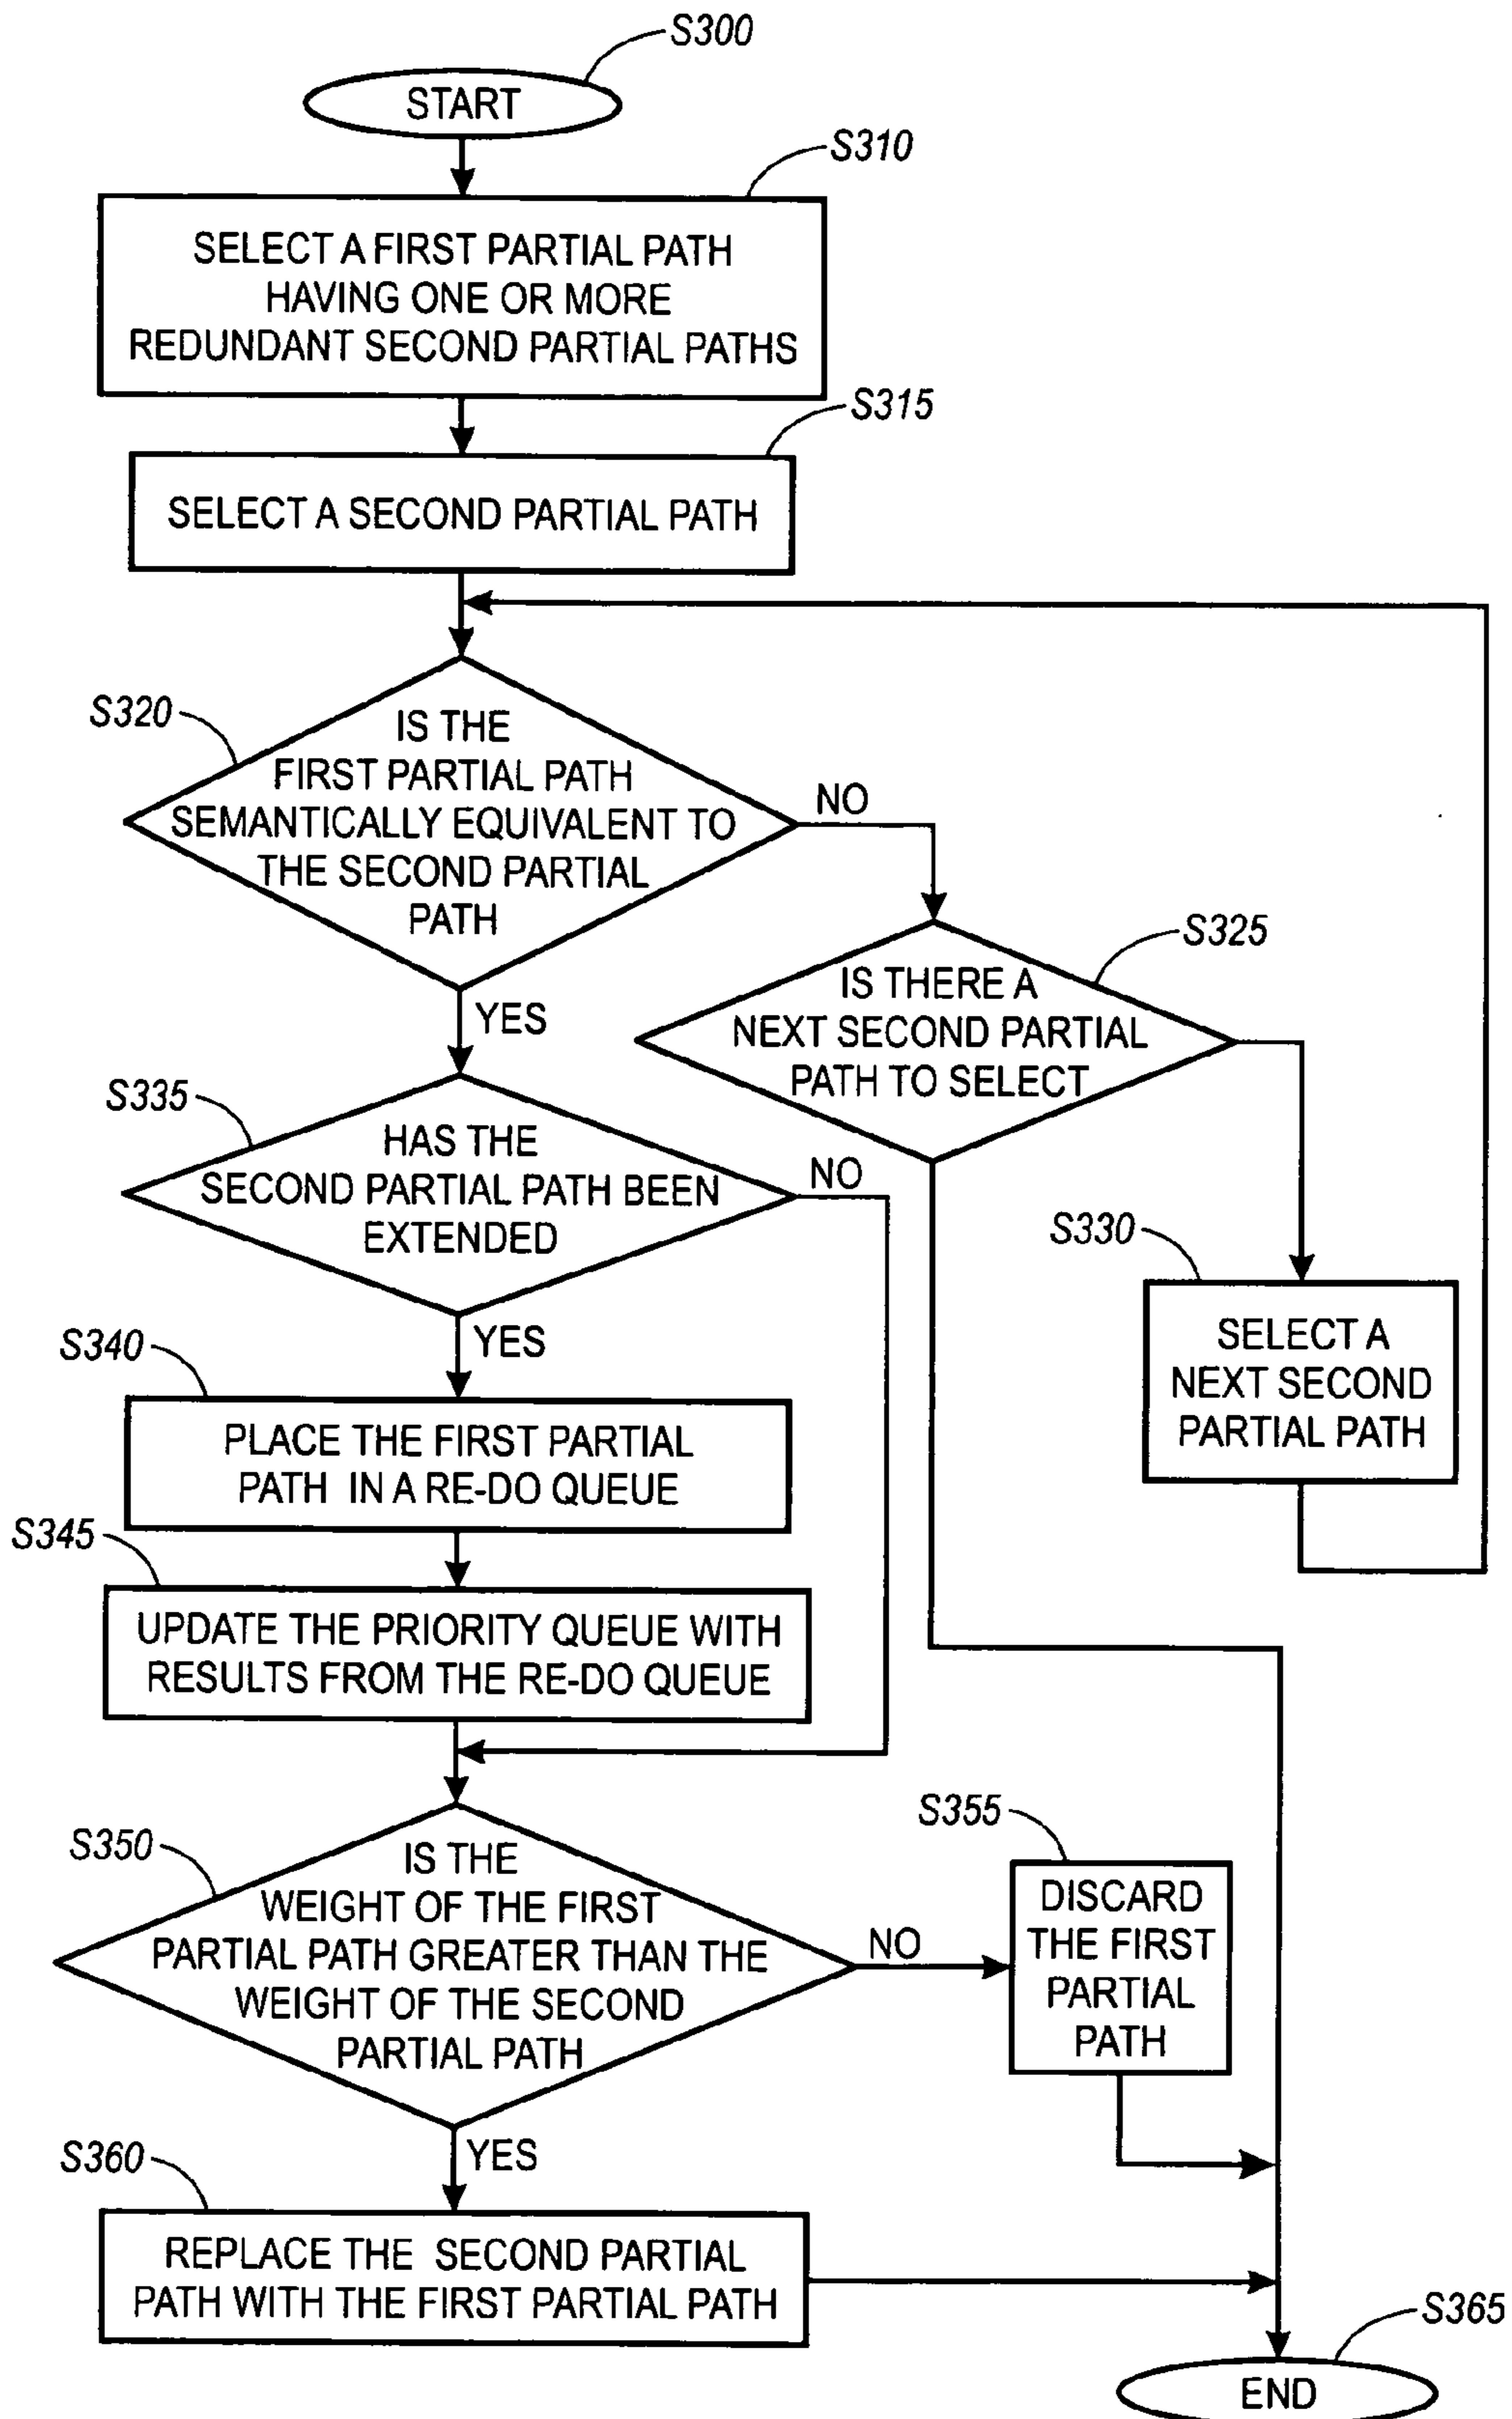 S300
START
S310
SELECT A FIRST PARTIAL PATH
HAVING ONE OR MORE
REDUNDANT SECOND PARTIAL PATHS
S315
SELECT A SECOND PARTIAL PATH
S320
IS THE
FIRST PARTIAL PATH
SEMANTICALLY EQUIVALENT TO
THE SECOND PARTIAL
PATH
NO
YES
S325
IS THERE A
NEXT SECOND PARTIAL
PATH TO SELECT
S330
SELECT A
NEXT SECOND
PARTIAL PATH
S335
HAS THE
SECOND PARTIAL PATH BEEN
EXTENDED
NO
YES
S340
PLACE THE FIRST PARTIAL
PATH IN A RE-DO QUEUE
S345
UPDATE THE PRIORITY QUEUE WITH
RESULTS FROM THE RE-DO QUEUE
S350
IS THE
WEIGHT OF THE FIRST
PARTIAL PATH GREATER THAN THE
WEIGHT OF THE SECOND
PARTIAL PATH
NO
YES
S355
DISCARD
THE FIRST
PARTIAL
PATH
S360
REPLACE THE SECOND PARTIAL
PATH WITH THE FIRST PARTIAL PATH
S365
END